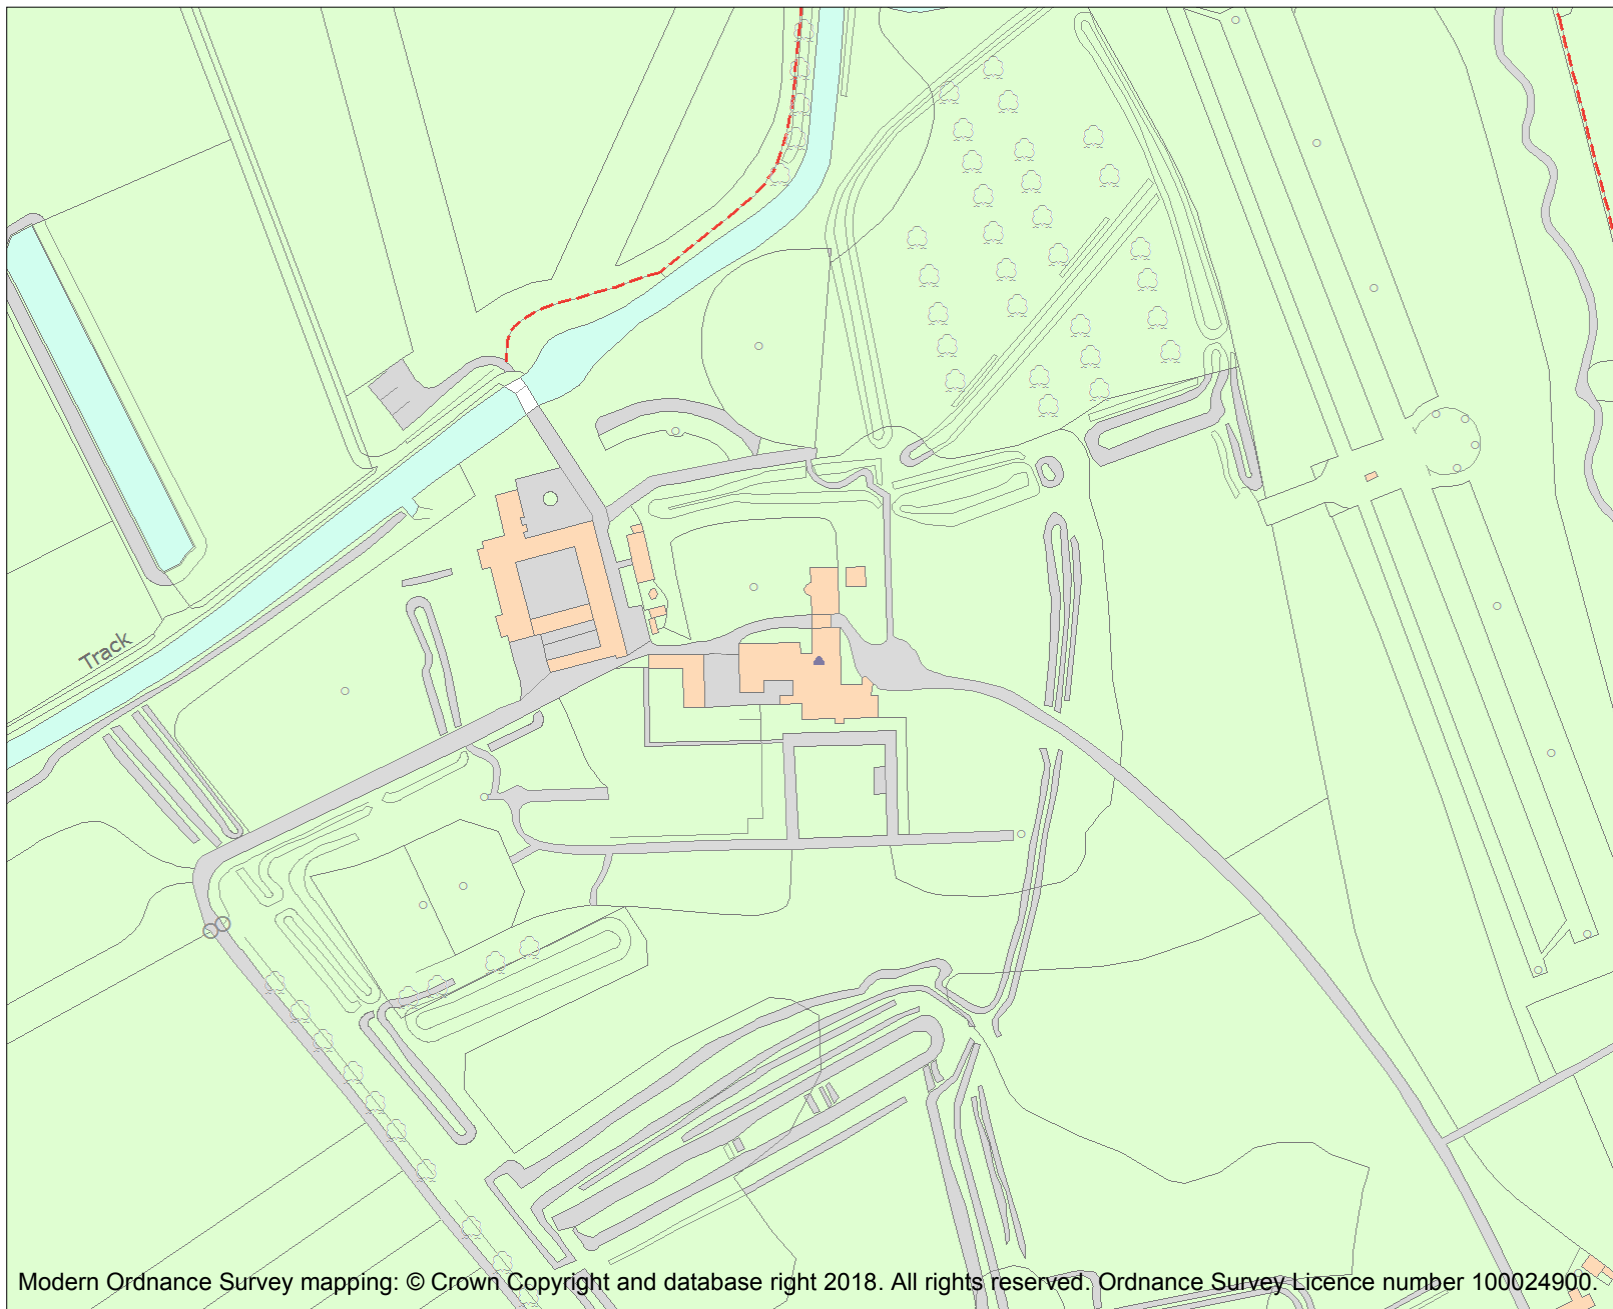 Track
Modern Ordnance Survey mapping: © Crown Copyright and database right 2018. All rights reserved. Ordnance Survey Licence number 100024900.